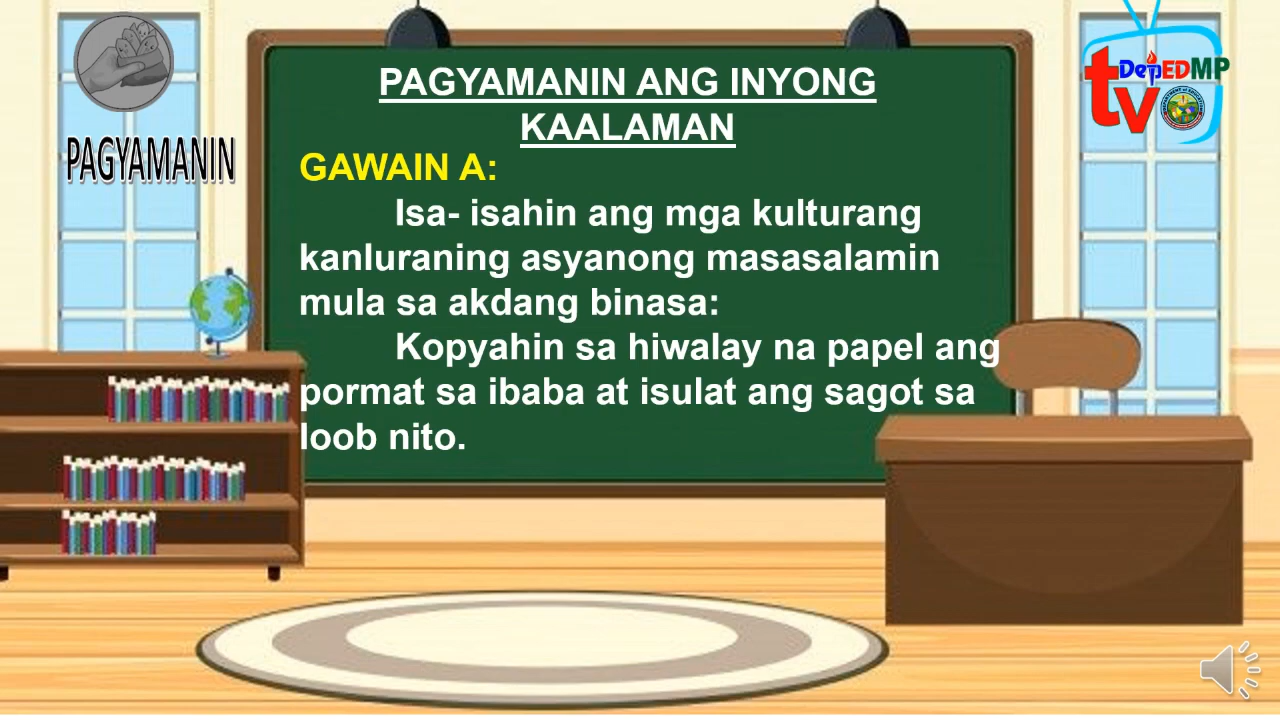 PAGYAMANIN ANG INYONG
KAALAMAN
PAGYAMANIN
GAWAIN A:
Isa- isahin ang mga kulturang
kanluraning asyanong masasalamin
mula sa akdang binasa:
Kopyahin sa hiwalay na papel ang
pormat sa ibaba at isulat ang sagot sa
loob nito.
tv DepEDMP